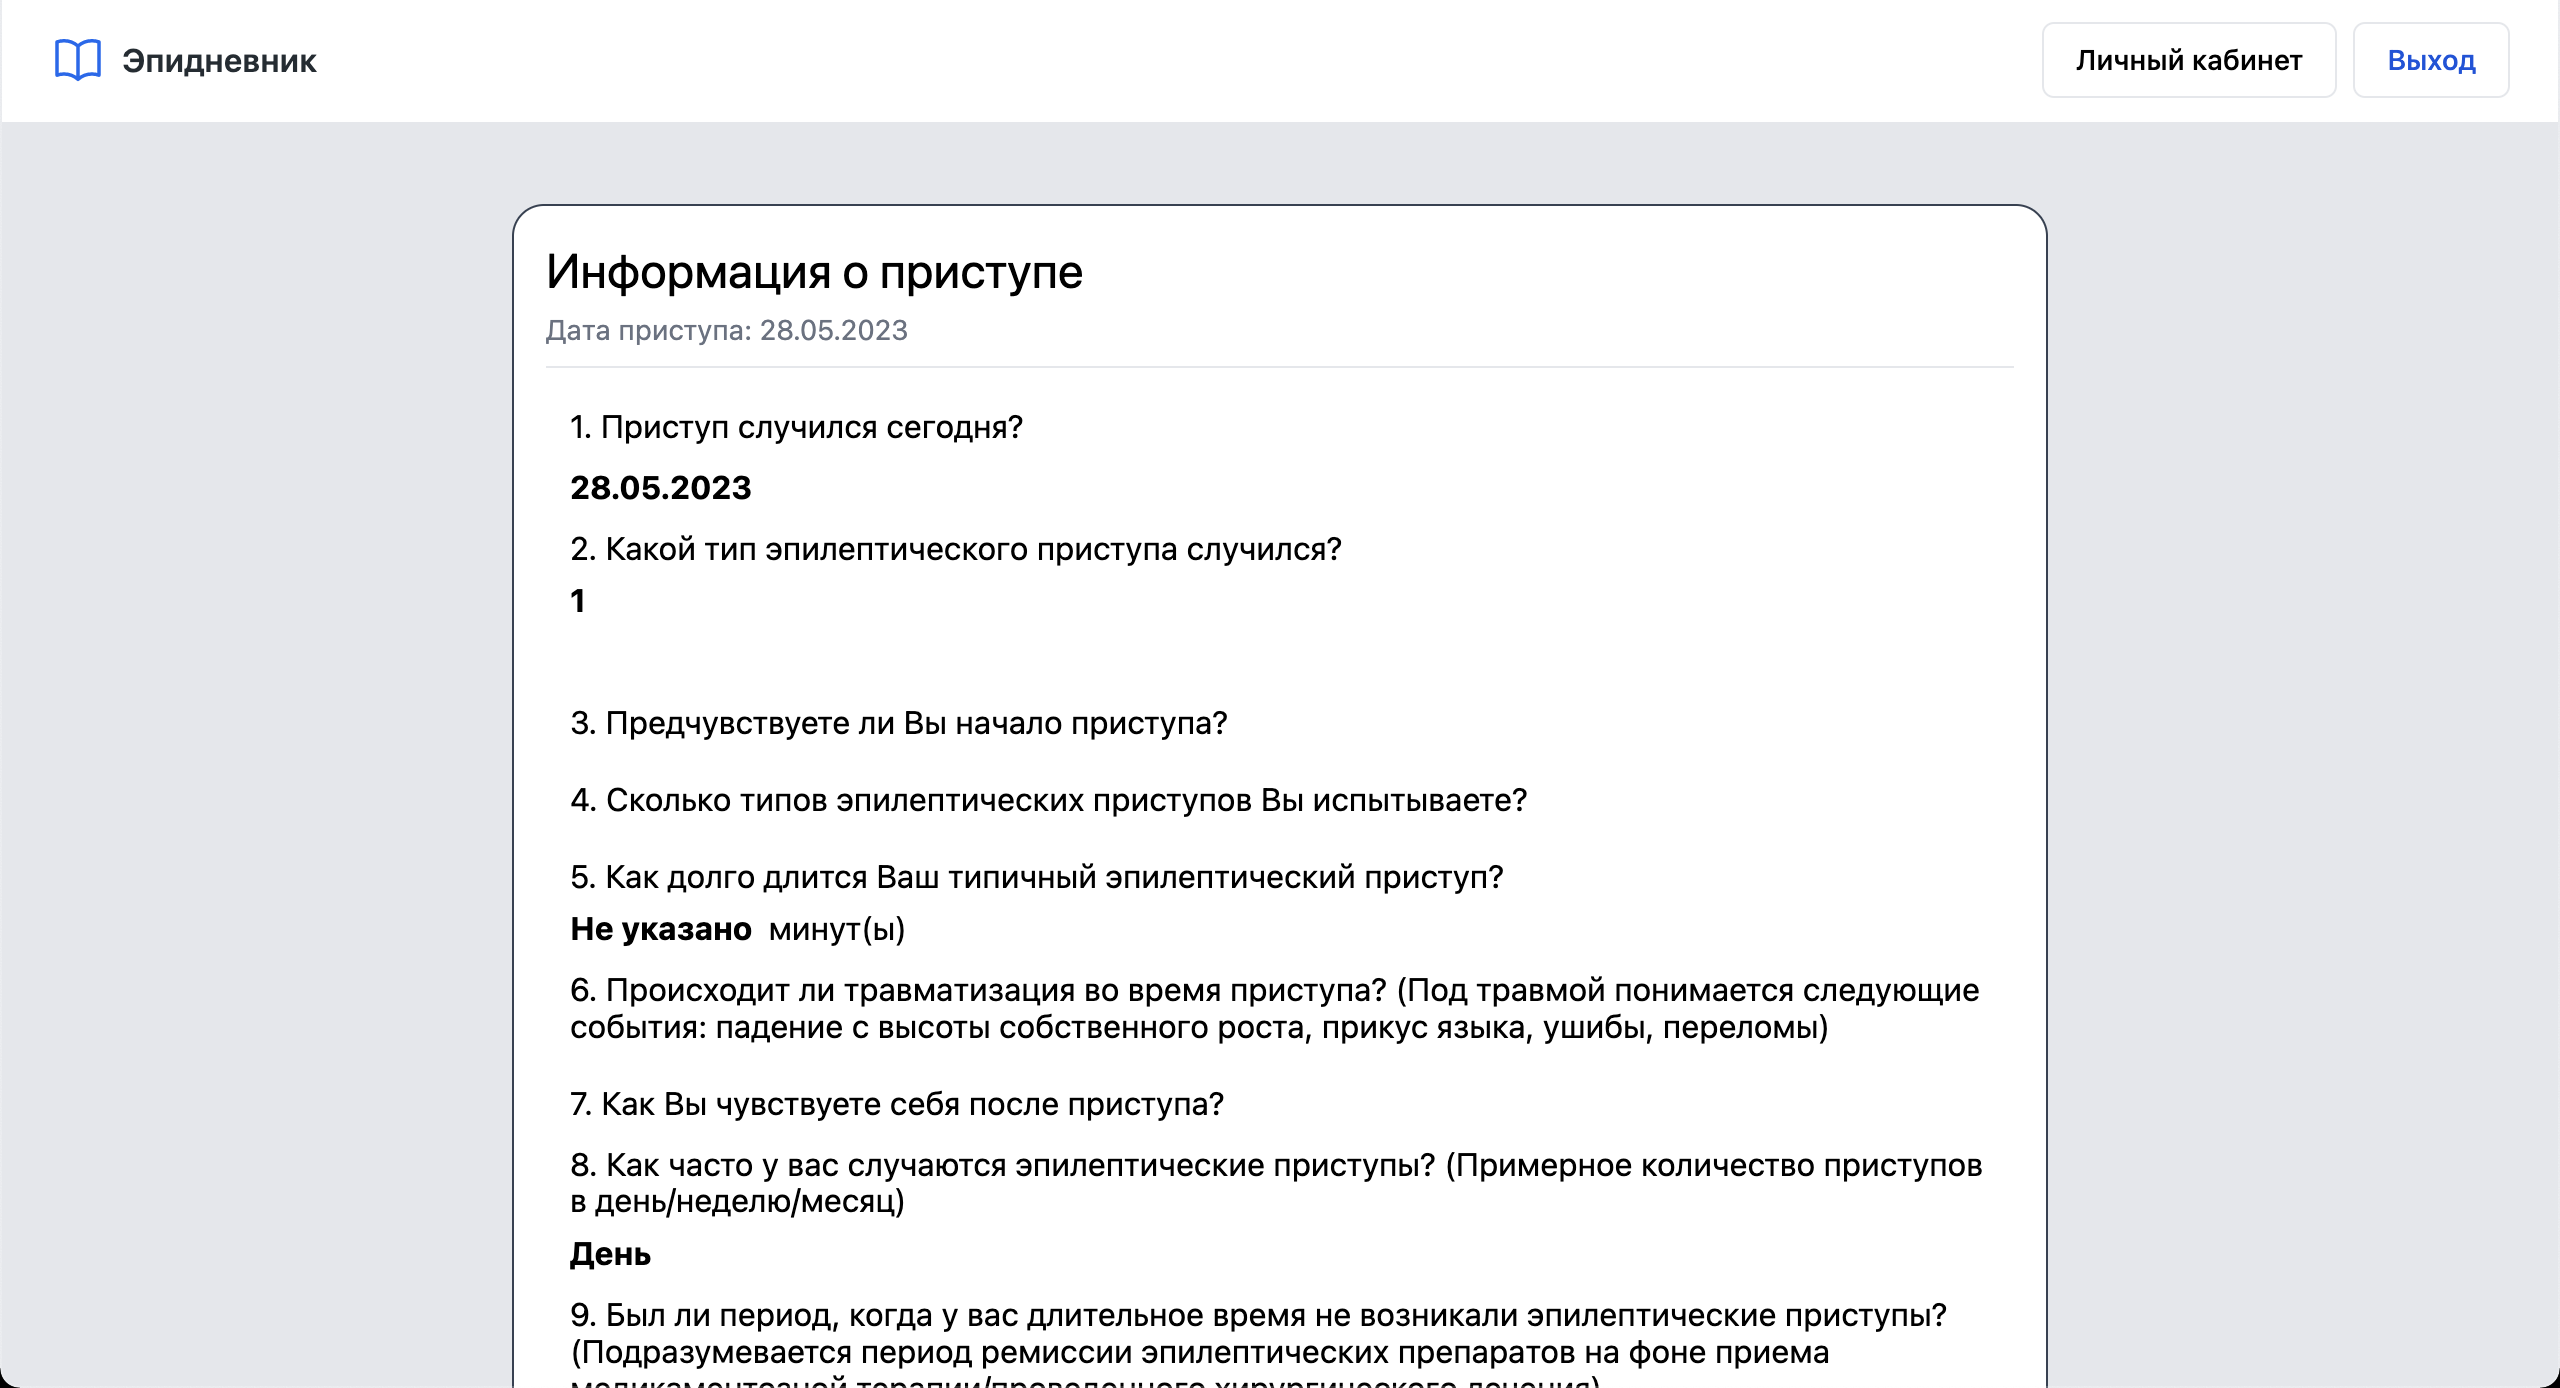 Эпидневник
Личный кабинет
Выход
Информация о приступе
Дата приступа: 28.05.2023
1. Приступ случился сегодня?
28.05.2023
2. Какой тип эпилептического приступа случился?
1
3. Предчувствуете ли Вы начало приступа?
4. Сколько типов эпилептических приступов Вы испытываете?
5. Как долго длится Ваш типичный эпилептический приступ?
Не указано минут(ы)
6. Происходит ли травматизация во время приступа? (Под травмой понимается следующие
события: падение с высоты собственного роста, прикус языка, ушибы, переломы)
7. Как Вы чувствуете себя после приступа?
8. Как часто у вас случаются эпилептические приступы? (Примерное количество приступов
в день/неделю/месяц)
День
9. Был ли период, когда у вас длительное время не возникали эпилептические приступы?
(Подразумевается период ремиссии эпилептических препаратов на фоне приема
медикаментозной терапии/проведенного хирургического лечения)